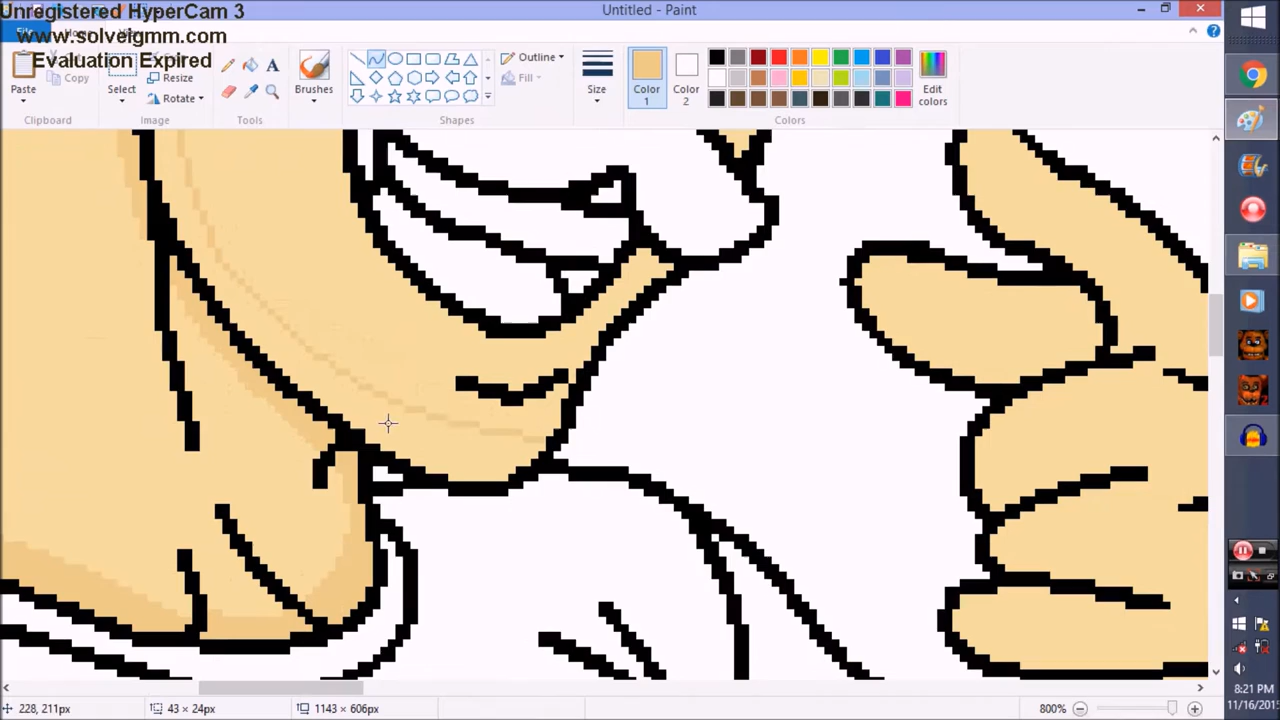 Unregistered HyperCam 3
Untitled - Paint
www.solveigmm.com
Evaluation Expired
Paste
Copy
Select
Resize
Rotate
A
Brushes
Outline
Fill
Size
Color 1
Color 2
Edit colors
Clipboard
Image
Tools
Shapes
Colors
228, 211px
43 × 24px
1143 × 606px
800%
8:21 PM